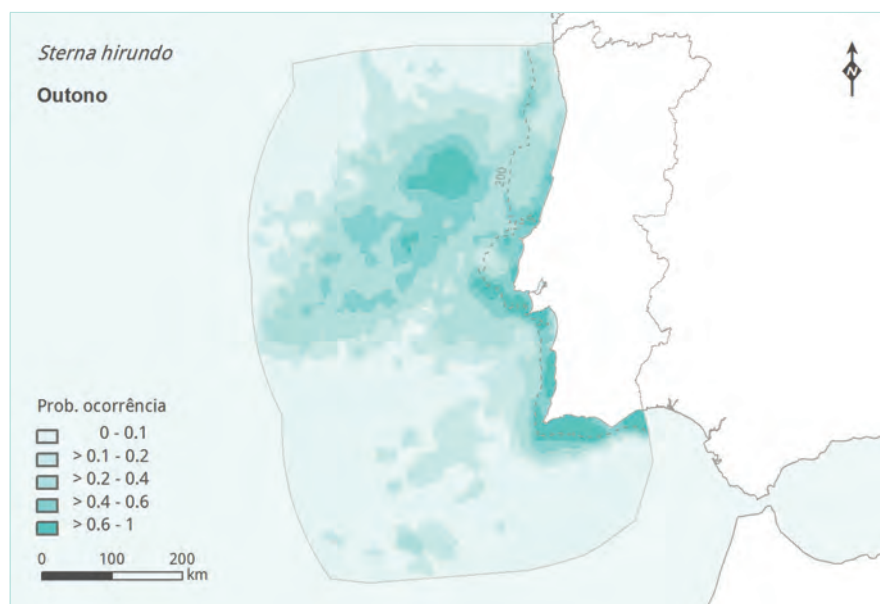 Sterna hirundo
Outono
N
200
Prob. ocorrência
0 - 0.1
> 0.1 - 0.2
> 0.2 - 0.4
> 0.4 - 0.6
> 0.6 - 1
0 100 200
km